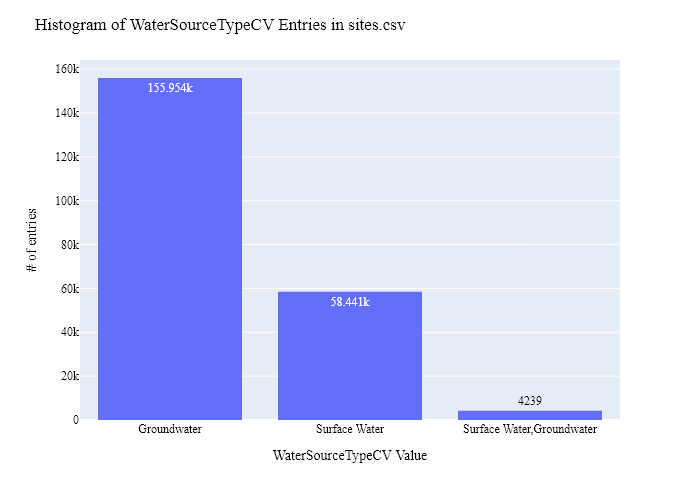 Histogram of WaterSourceTypeCV Entries in sites.csv
160k
140k
120k
100k
80k
60k
40k
20k
0
# of entries
155.954k
58.441k
4239
Groundwater
Surface Water
Surface Water,Groundwater
WaterSourceTypeCV Value